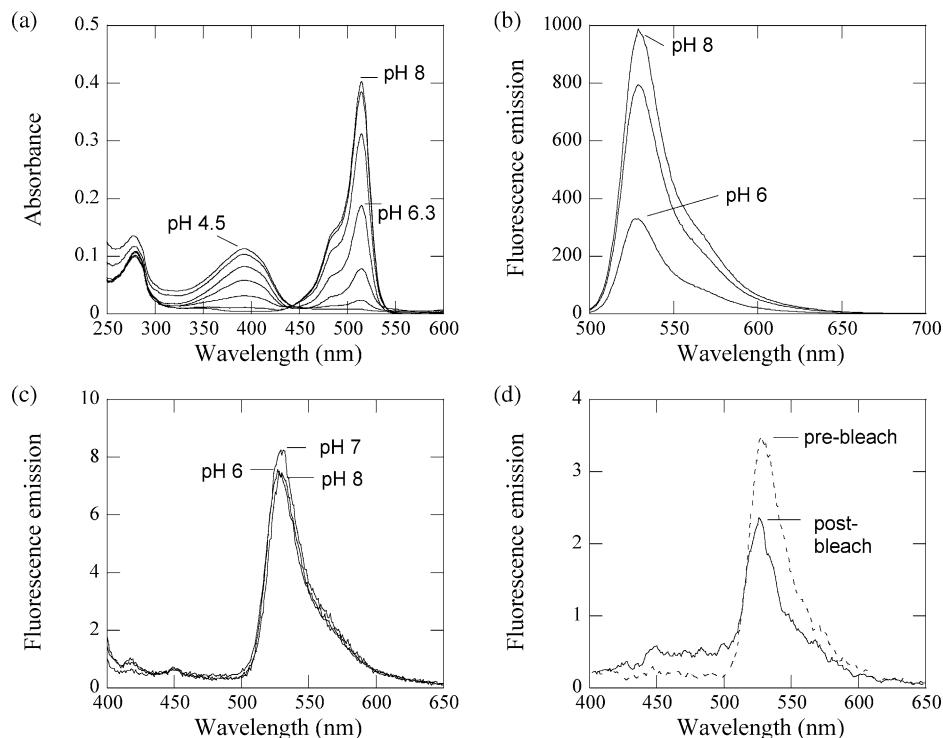 (a)
0.5
0.4
0.3
0.2
0.1
0
Absorbance
pH 8
pH 6.3
pH 4.5
250 300 350 400 450 500 550 600
Wavelength (nm)
(b)
1000
800
600
400
200
0
Fluorescence emission
pH 8
pH 6
500 550 600 650 700
Wavelength (nm)
(c)
10
8
6
4
2
0
Fluorescence emission
pH 7
pH 6
pH 8
400 450 500 550 600 650
Wavelength (nm)
(d)
4
3
2
1
0
Fluorescence emission
pre-bleach
post-
bleach
400 450 500 550 600 650
Wavelength (nm)